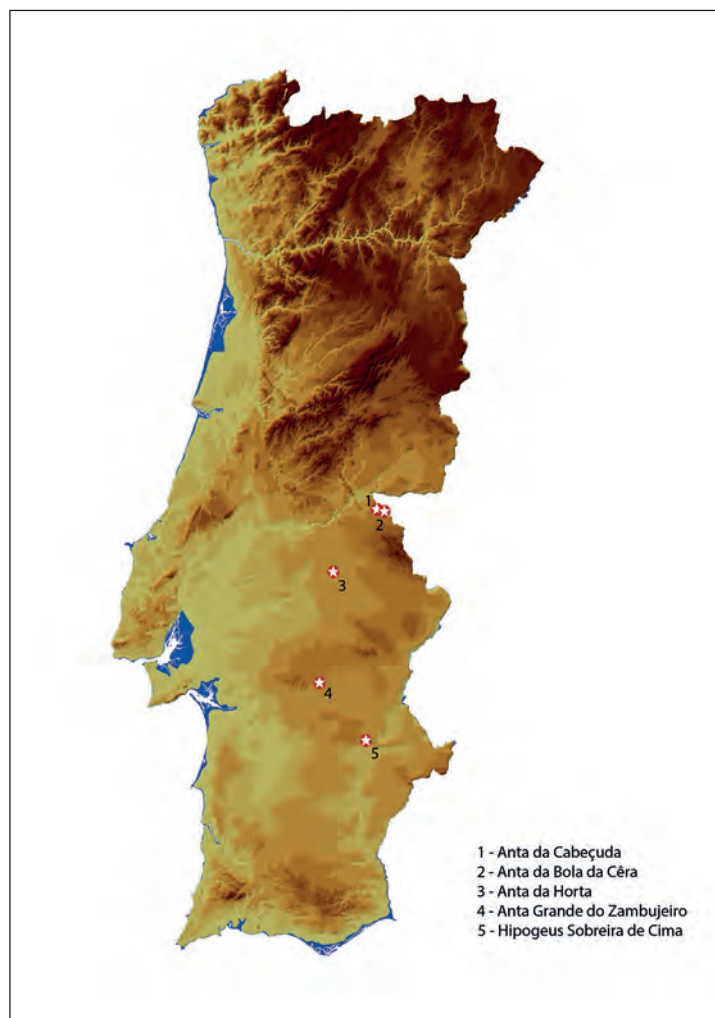 1
2
3
4
5
1 - Anta da Cabeçuda
2 - Anta da Bola da Cêra
3 - Anta da Horta
4 - Anta Grande do Zambujeiro
5 - Hipogeus Sobreira de Cima